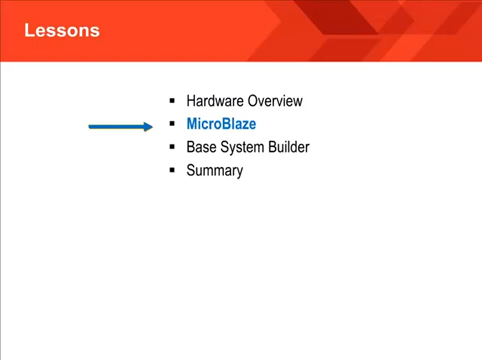 Lessons
Hardware Overview
MicroBlaze
Base System Builder
Summary